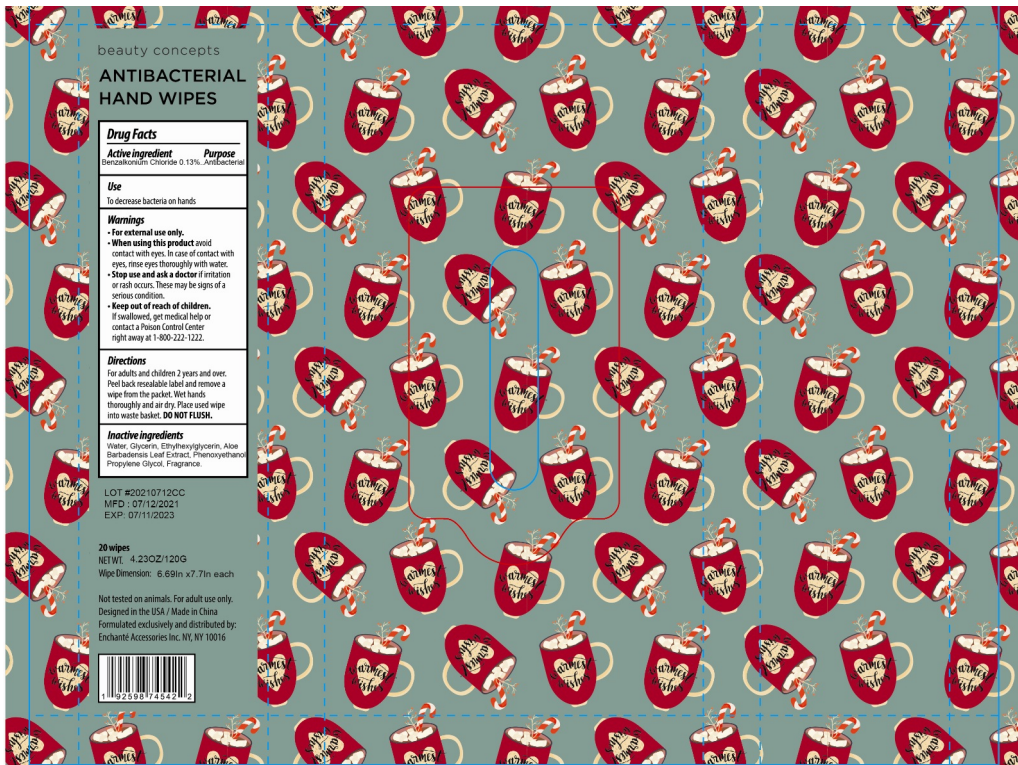 beauty concepts
ANTIBACTERIAL
HAND WIPES
Drug Facts
Active ingredient Purpose
Benzalkonium Chloride 0.13%..Antibacterial
Use
To decrease bacteria on hands
Warnings
• For external use only.
• When using this product avoid
contact with eyes. In case of contact with
eyes, rinse eyes thoroughly with water.
• Stop use and ask a doctor if irritation
or rash occurs. These may be signs of a
serious condition.
• Keep out of reach of children.
If swallowed, get medical help or
contact a Poison Control Center
right away at 1-800-222-1222.
Directions
For adults and children 2 years and over.
Peel back resealable label and remove a
wipe from the packet. Wet hands
thoroughly and air dry. Place used wipe
into waste basket. DO NOT FLUSH.
Inactive ingredients
Water, Glycerin, Ethylhexylglycerin, Aloe
Barbadensis Leaf Extract, Phenoxyethanol
Propylene Glycol, Fragrance.
LOT #20210712CC
MFD : 07/12/2021
EXP: 07/11/2023
20 wipes
NET WT. 4.23OZ/120G
Wipe Dimension: 6.69In x7.7In each
Not tested on animals. For adult use only.
Designed in the USA / Made in China
Formulated exclusively and distributed by:
Enchanté Accessories Inc. NY, NY 10016
1 92598 74542 2
warmest
wishes